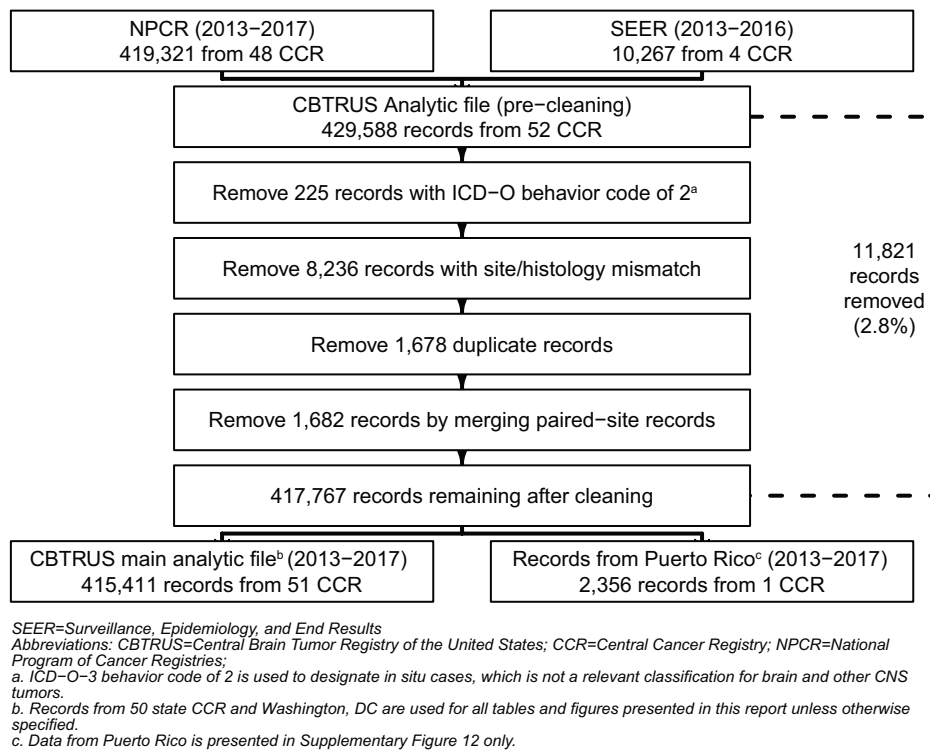 NPCR (2013−2017)
419,321 from 48 CCR
SEER (2013−2016)
10,267 from 4 CCR
CBTRUS Analytic file (pre−cleaning)
429,588 records from 52 CCR
Remove 225 records with ICD−O behavior code of 2ᵃ
Remove 8,236 records with site/histology mismatch
Remove 1,678 duplicate records
Remove 1,682 records by merging paired−site records
417,767 records remaining after cleaning
11,821
records
removed
(2.8%)
CBTRUS main analytic fileᵇ (2013−2017)
415,411 records from 51 CCR
Records from Puerto Ricoᶜ (2013−2017)
2,356 records from 1 CCR
SEER=Surveillance, Epidemiology, and End Results
Abbreviations: CBTRUS=Central Brain Tumor Registry of the United States; CCR=Central Cancer Registry; NPCR=National
Program of Cancer Registries;
a. ICD−O−3 behavior code of 2 is used to designate in situ cases, which is not a relevant classification for brain and other CNS
tumors.
b. Records from 50 state CCR and Washington, DC are used for all tables and figures presented in this report unless otherwise
specified.
c. Data from Puerto Rico is presented in Supplementary Figure 12 only.